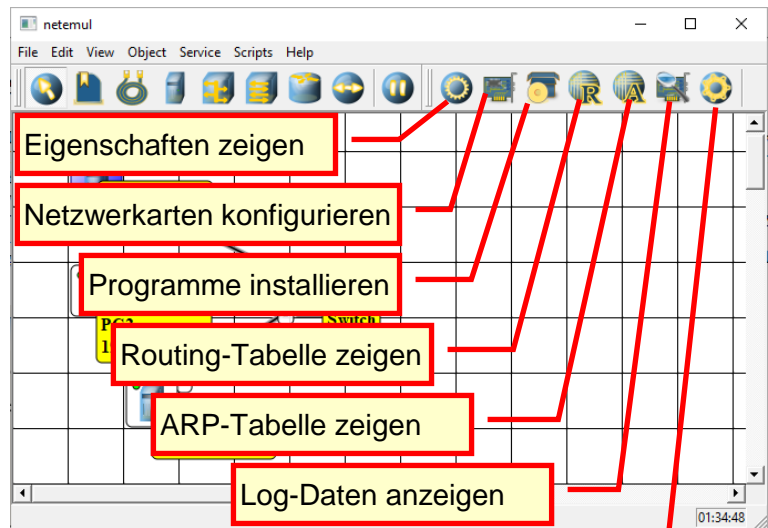 netemul
File Edit View Object Service Scripts Help
R A
Eigenschaften zeigen
Netzwerkarten konfigurieren
Programme installieren
Switch
Routing-Tabelle zeigen
ARP-Tabelle zeigen
Log-Daten anzeigen
01:34:48